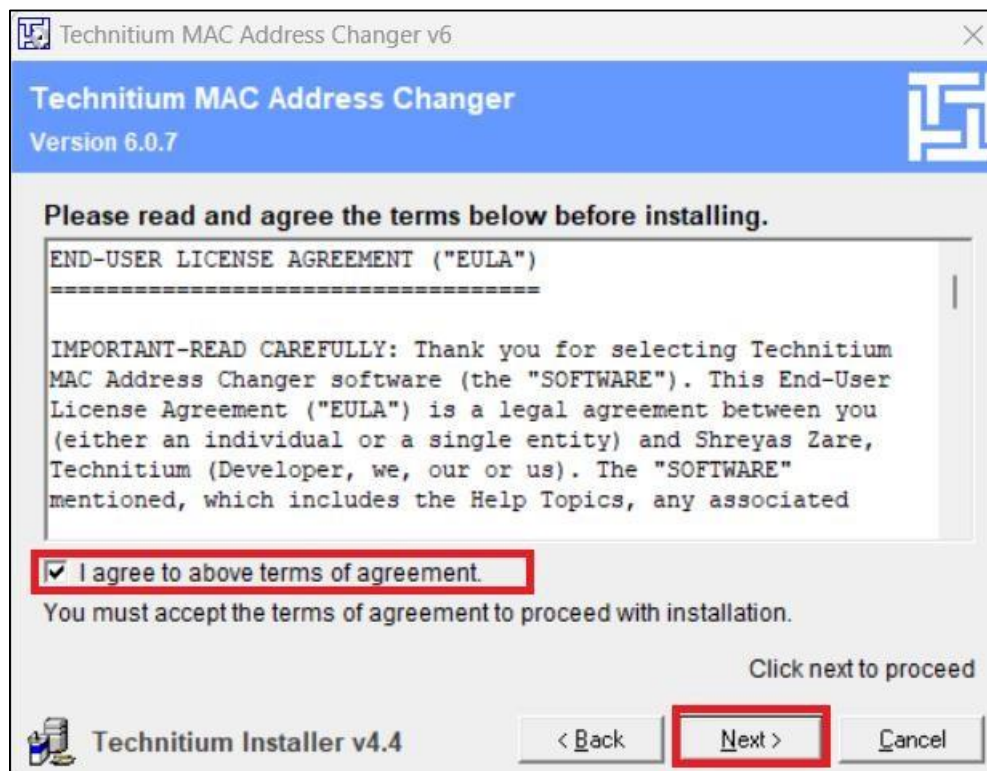 Technitium MAC Address Changer v6
Technitium MAC Address Changer
Version 6.0.7
Please read and agree the terms below before installing.
END-USER LICENSE AGREEMENT ("EULA")
===================================
IMPORTANT-READ CAREFULLY: Thank you for selecting Technitium
MAC Address Changer software (the "SOFTWARE"). This End-User
License Agreement ("EULA") is a legal agreement between you
(either an individual or a single entity) and Shreyas Zare,
Technitium (Developer, we, our or us). The "SOFTWARE"
mentioned, which includes the Help Topics, any associated
I agree to above terms of agreement.
You must accept the terms of agreement to proceed with installation.
Click next to proceed
Technitium Installer v4.4
< Back
Next >
Cancel